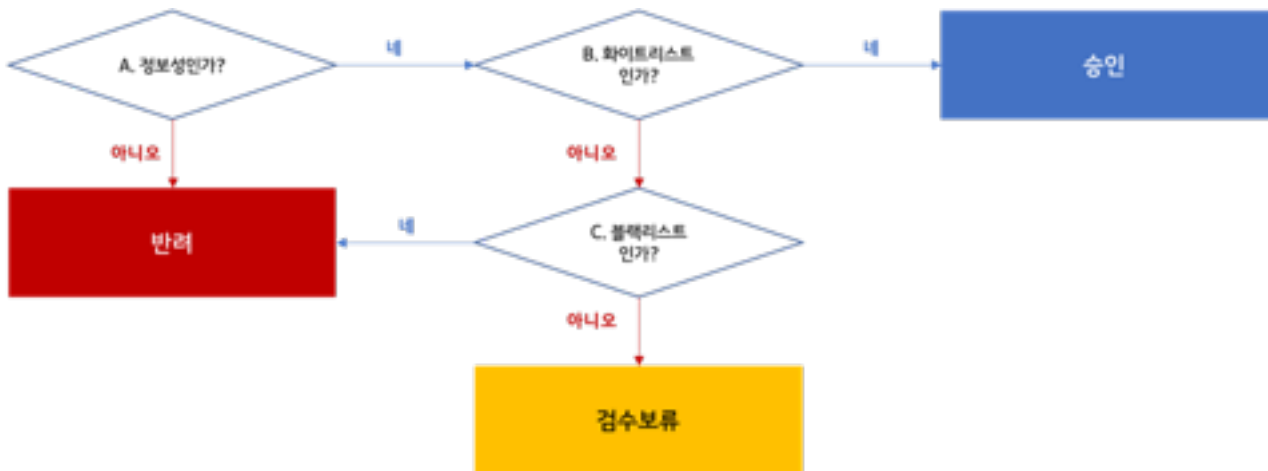 A. 정보성인가?
네
B. 화이트리스트
인가?
네
승인
아니오
아니오
반려
네
C. 블랙리스트
인가?
아니오
검수보류